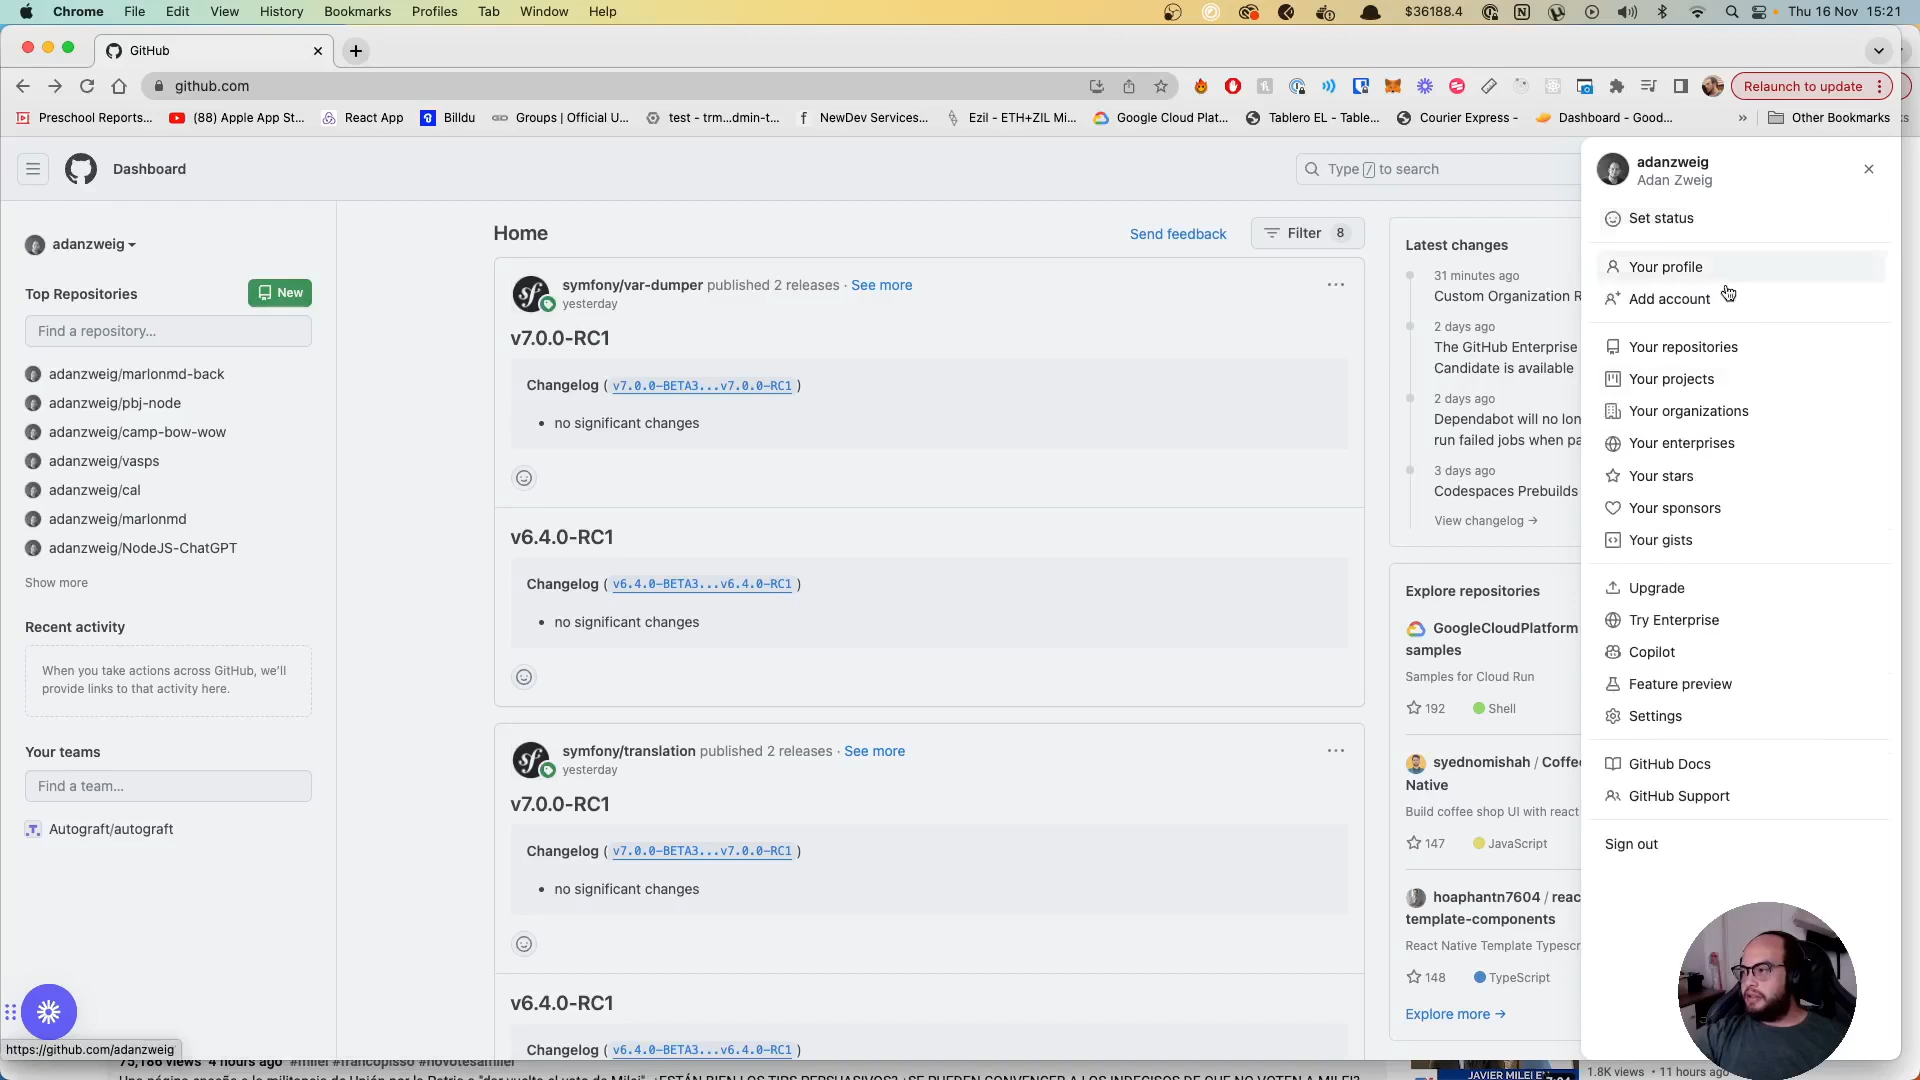 Chrome File Edit View History Bookmarks Profiles Tab Window Help
$36188.4 Thu 16 Nov 15:21
GitHub
github.com
Relaunch to update
Preschool Reports... (88) Apple App St... React App Billdu Groups | Official U... test - trm...dmin-t... NewDev Services... Ezil - ETH+ZIL Mi... Google Cloud Plat... Tablero EL - Table... Courier Express - Dashboard - Good... » Other Bookmarks
Dashboard
Type / to search
adanzweig
Top Repositories
New
Find a repository...
adanzweig/marlonmd-back
adanzweig/pbj-node
adanzweig/camp-bow-wow
adanzweig/vasps
adanzweig/cal
adanzweig/marlonmd
adanzweig/NodeJS-ChatGPT
Show more
Recent activity
When you take actions across GitHub, we'll
provide links to that activity here.
Your teams
Find a team...
Autograft/autograft
https://github.com/adanzweig
Home
Send feedback
Filter 8
symfony/var-dumper published 2 releases · See more
yesterday
v7.0.0-RC1
Changelog ( v7.0.0-BETA3...v7.0.0-RC1 )
• no significant changes
v6.4.0-RC1
Changelog ( v6.4.0-BETA3...v6.4.0-RC1 )
• no significant changes
symfony/translation published 2 releases · See more
yesterday
v7.0.0-RC1
Changelog ( v7.0.0-BETA3...v7.0.0-RC1 )
• no significant changes
v6.4.0-RC1
Changelog ( v6.4.0-BETA3...v6.4.0-RC1 )
Latest changes
31 minutes ago
Custom Organization R
2 days ago
The GitHub Enterprise
Candidate is available
2 days ago
Dependabot will no lon
run failed jobs when pa
3 days ago
Codespaces Prebuilds
View changelog →
Explore repositories
GoogleCloudPlatform
samples
Samples for Cloud Run
192 Shell
syednomishah / Coffe
Native
Build coffee shop UI with react
147 JavaScript
hoaphantn7604 / reac
template-components
React Native Template Typescr
148 TypeScript
Explore more →
adanzweig
Adan Zweig
Set status
Your profile
Add account
Your repositories
Your projects
Your organizations
Your enterprises
Your stars
Your sponsors
Your gists
Upgrade
Try Enterprise
Copilot
Feature preview
Settings
GitHub Docs
GitHub Support
Sign out
75,186 views 4 hours ago #milei #francopisso #novotesamilei
JAVIER MILEI EN
1.8K views • 11 hours ago